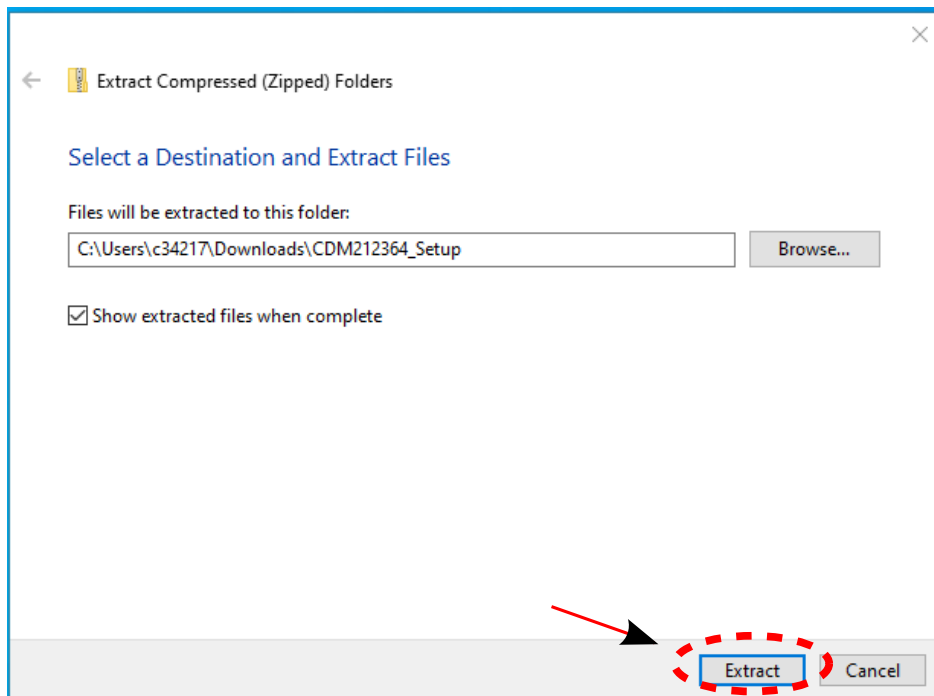 Extract Compressed (Zipped) Folders
Select a Destination and Extract Files
Files will be extracted to this folder:
C:\Users\c34217\Downloads\CDM212364_Setup
Browse...
Show extracted files when complete
Extract
Cancel